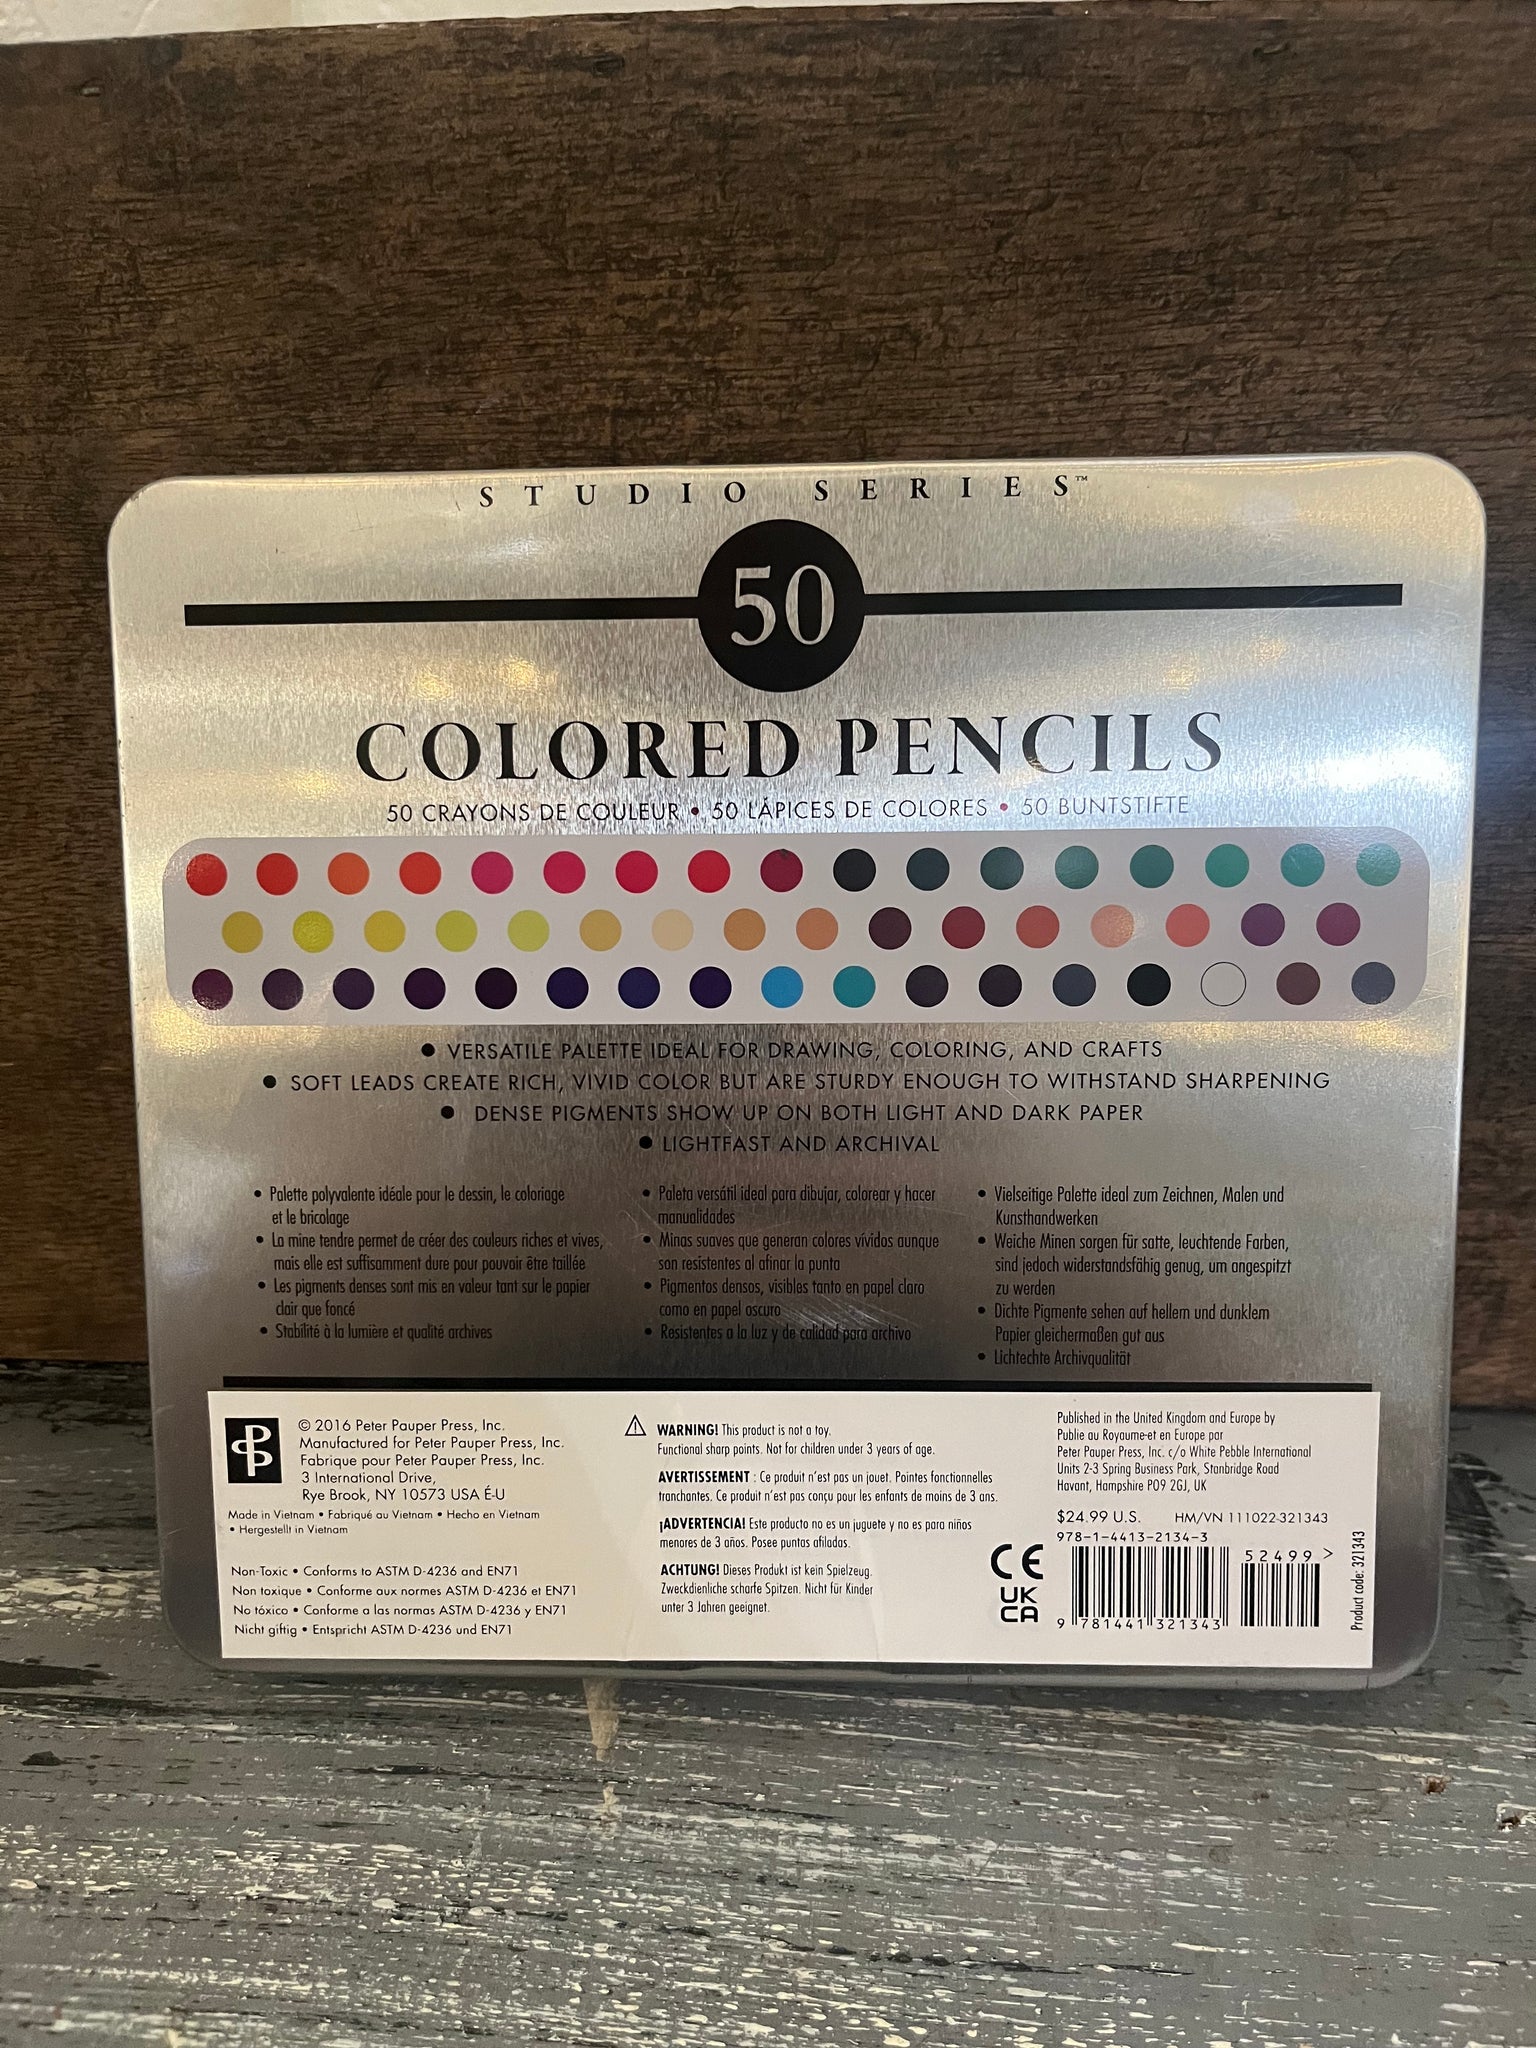 STUDIO SERIES™
50
COLORED PENCILS
50 CRAYONS DE COULEUR • 50 LÁPICES DE COLORES • 50 BUNTSTIFTE
● VERSATILE PALETTE IDEAL FOR DRAWING, COLORING, AND CRAFTS
● SOFT LEADS CREATE RICH, VIVID COLOR BUT ARE STURDY ENOUGH TO WITHSTAND SHARPENING
● DENSE PIGMENTS SHOW UP ON BOTH LIGHT AND DARK PAPER
● LIGHTFAST AND ARCHIVAL
• Palette polyvalente idéale pour le dessin, le coloriage
et le bricolage
• La mine tendre permet de créer des couleurs riches et vives,
mais elle est suffisamment dure pour pouvoir être taillée
• Les pigments denses sont mis en valeur tant sur le papier
clair que foncé
• Stabilité à la lumière et qualité archives
• Paleta versátil ideal para dibujar, colorear y hacer
manualidades
• Minas suaves que generan colores vívidos aunque
son resistentes al afinar la punta
• Pigmentos densos, visibles tanto en papel claro
como en papel oscuro
• Resistentes a la luz y de calidad para archivo
• Vielseitige Palette ideal zum Zeichnen, Malen und
Kunsthandwerken
• Weiche Minen sorgen für satte, leuchtende Farben,
sind jedoch widerstandsfähig genug, um angespitzt
zu werden
• Dichte Pigmente sehen auf hellem und dunklem
Papier gleichermaßen gut aus
• Lichtechte Archivqualität
© 2016 Peter Pauper Press, Inc.
Manufactured for Peter Pauper Press, Inc.
Fabrique pour Peter Pauper Press, Inc.
3 International Drive,
Rye Brook, NY 10573 USA É-U
Made in Vietnam • Fabriqué au Vietnam • Hecho en Vietnam
• Hergestellt in Vietnam
Non-Toxic • Conforms to ASTM D-4236 and EN71
Non toxique • Conforme aux normes ASTM D-4236 et EN71
No tóxico • Conforme a las normas ASTM D-4236 y EN71
Nicht giftig • Entspricht ASTM D-4236 und EN71
WARNING! This product is not a toy.
Functional sharp points. Not for children under 3 years of age.
AVERTISSEMENT : Ce produit n'est pas un jouet. Pointes fonctionnelles
tranchantes. Ce produit n'est pas conçu pour les enfants de moins de 3 ans.
¡ADVERTENCIA! Este producto no es un juguete y no es para niños
menores de 3 años. Posee puntas afiladas.
ACHTUNG! Dieses Produkt ist kein Spielzeug.
Zweckdienliche scharfe Spitzen. Nicht für Kinder
unter 3 Jahren geeignet.
Published in the United Kingdom and Europe by
Publie au Royaume-et en Europe par
Peter Pauper Press, Inc. c/o White Pebble International
Units 2-3 Spring Business Park, Stanbridge Road
Havant, Hampshire PO9 2GJ, UK
$24.99 U.S. HM/VN 111022-321343
978-1-4413-2134-3
52499 >
CE
UK
CA
9 781441 321343
Product code: 321343